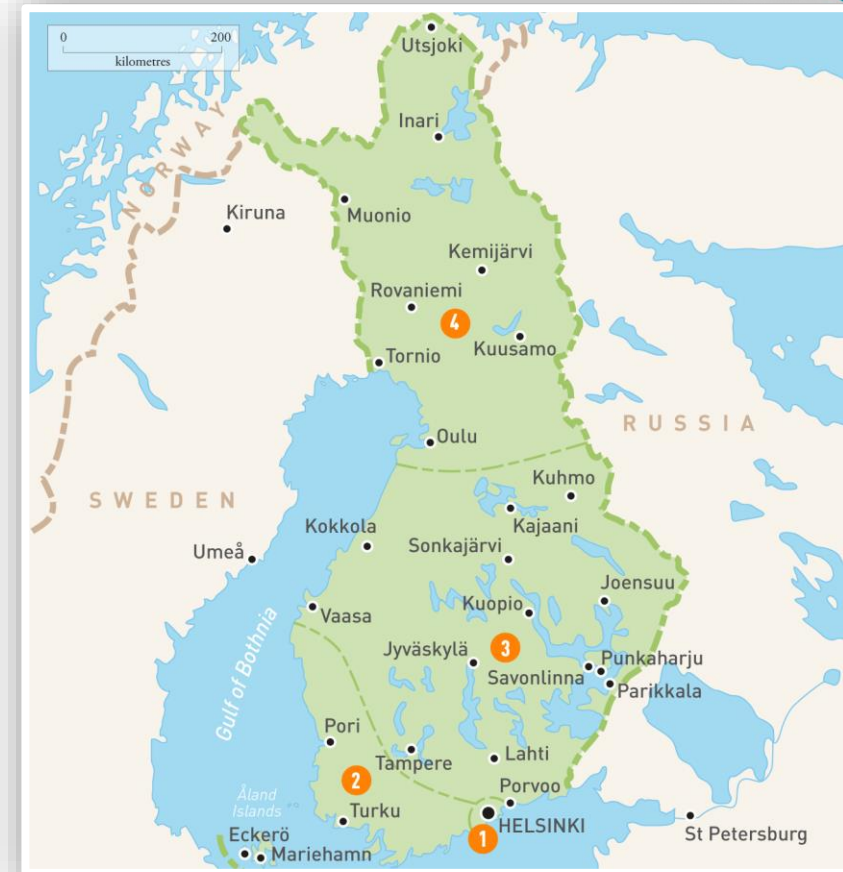 0 200
kilometres
Utsjoki
Inari
NORWAY
Kiruna
Muonio
Kemijärvi
Rovaniemi
4
Kuusamo
Tornio
RUSSIA
Oulu
SWEDEN
Kuhmo
Kajaani
Kokkola
Sonkajärvi
Umeå
Joensuu
Kuopio
Vaasa
Gulf of Bothnia
3
Jyväskylä
Punkaharju
Savonlinna
Parikkala
Pori
Tampere
Lahti
2
Porvoo
Åland
Islands
Turku
HELSINKI
1
St Petersburg
Eckerö
Mariehamn